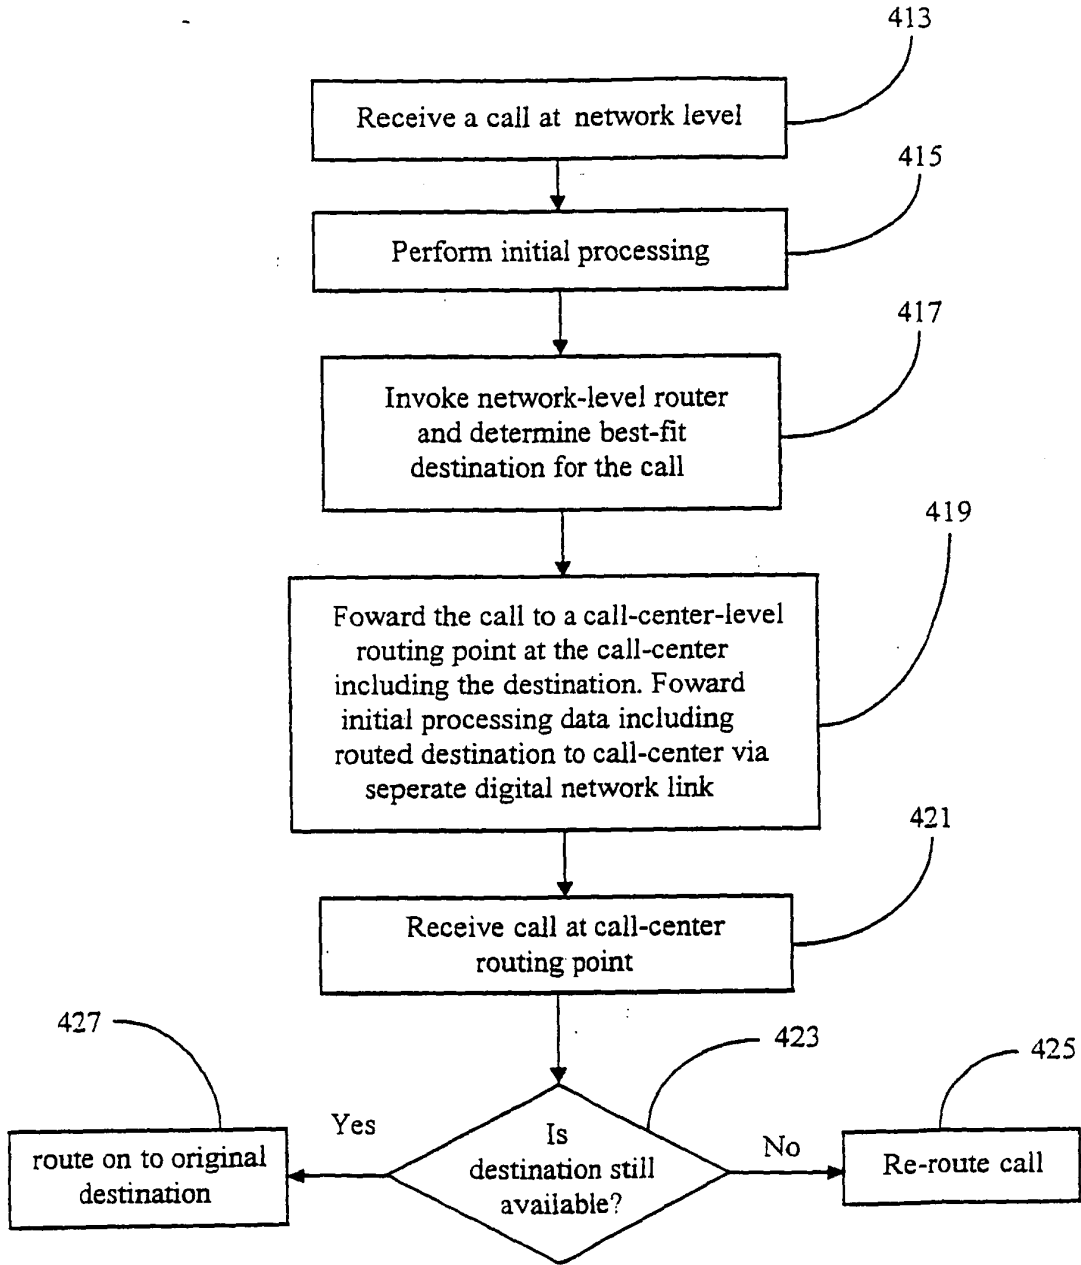 413
Receive a call at network level
415
Perform initial processing
417
Invoke network-level router
and determine best-fit
destination for the call
419
Foward the call to a call-center-level
routing point at the call-center
including the destination. Foward
initial processing data including
routed destination to call-center via
seperate digital network link
421
Receive call at call-center
routing point
427
423
425
Yes
Is
destination still
available?
No
route on to original
destination
Re-route call